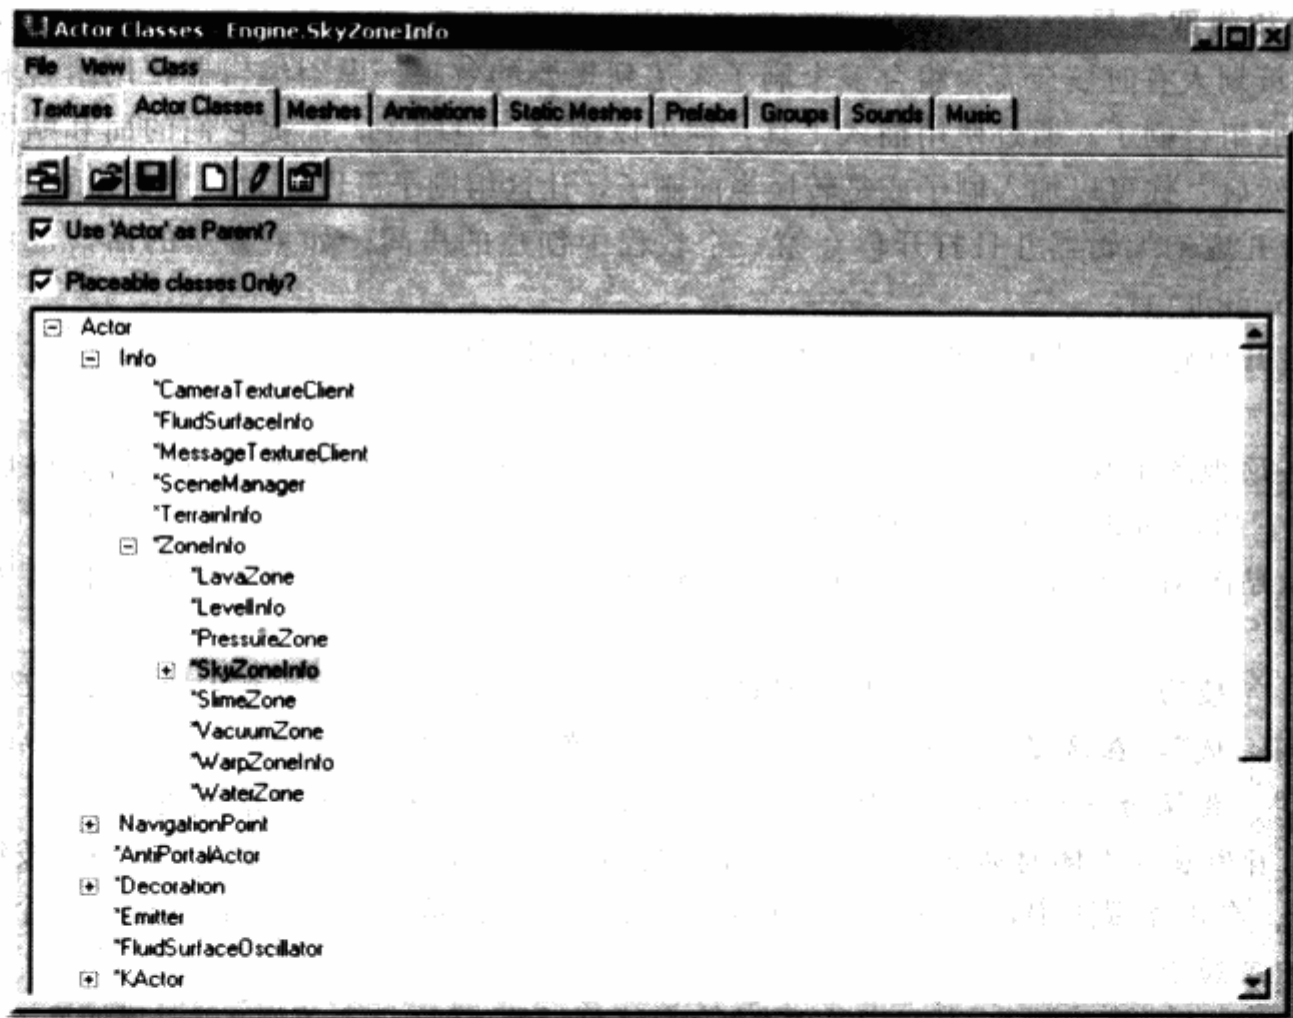 Actor Classes - Engine.SkyZoneInfo
File View Class
Textures Actor Classes Meshes Animations Static Meshes Prefabs Groups Sounds Music
Use 'Actor' as Parent?
Placeable classes Only?
Actor
Info
*CameraTextureClient
*FluidSurfaceInfo
*MessageTextureClient
*SceneManager
*TerrainInfo
*ZoneInfo
*LavaZone
*LevelInfo
*PressureZone
*SkyZoneInfo
*SlimeZone
*VacuumZone
*WarpZoneInfo
*WaterZone
NavigationPoint
*AntiPortalActor
*Decoration
*Emitter
*FluidSurfaceOscillator
*KActor